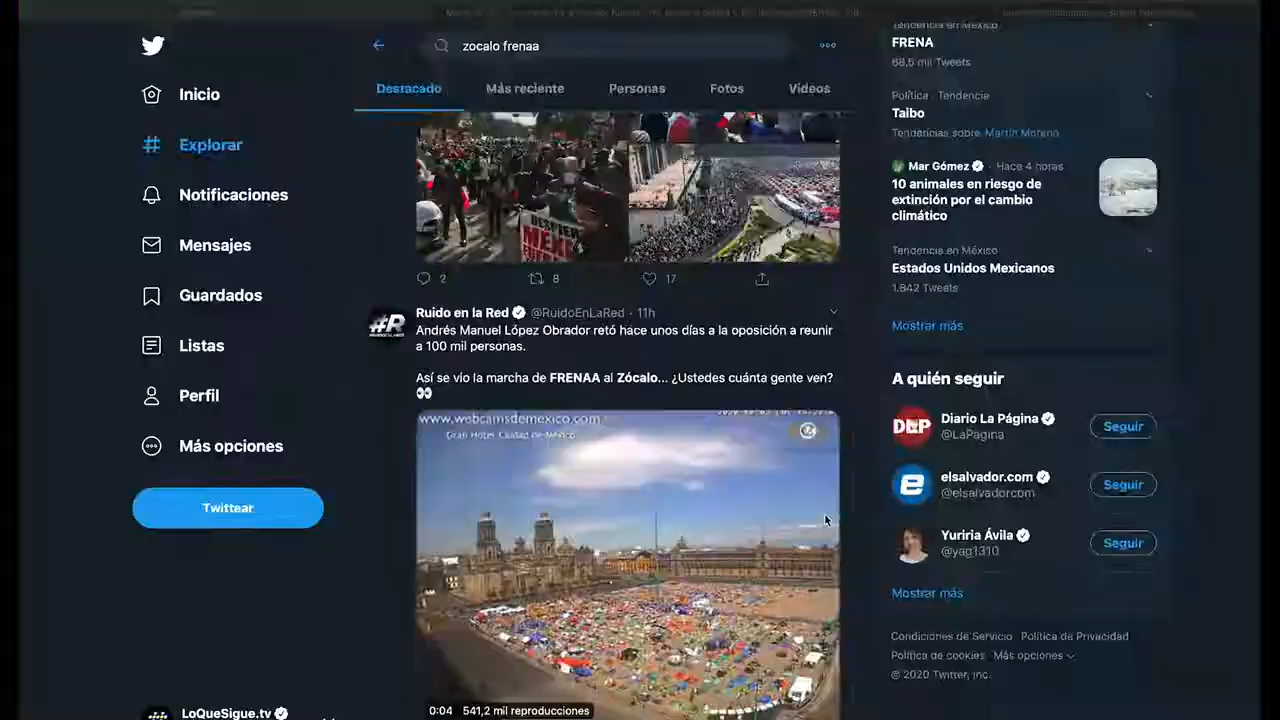 zocalo frenaa
Inicio
Explorar
Notificaciones
Mensajes
Guardados
Listas
Perfil
Más opciones
Twittear
LoQueSigue.tv
Destacado
Más reciente
Personas
Fotos
Videos
2
8
17
Ruido en la Red @RuidoEnLaRed · 11h
Andrés Manuel López Obrador retó hace unos días a la oposición a reunir
a 100 mil personas.
Así se vio la marcha de FRENAA al Zócalo... ¿Ustedes cuánta gente ven?
www.webcamsdemexico.com
Gran Hotel Ciudad de México
0:04 541,2 mil reproducciones
Tendencia en México
FRENA
68,5 mil Tweets
Política · Tendencia
Taibo
Tendencias sobre Martín Moreno
Mar Gómez · Hace 4 horas
10 animales en riesgo de
extinción por el cambio
climático
Tendencia en México
Estados Unidos Mexicanos
1.842 Tweets
Mostrar más
A quién seguir
Diario La Página
@LaPagina
Seguir
elsalvador.com
@elsalvadorcom
Seguir
Yuriria Ávila
@yag1310
Seguir
Mostrar más
Condiciones de Servicio Política de Privacidad
Política de cookies Más opciones
© 2020 Twitter, Inc.